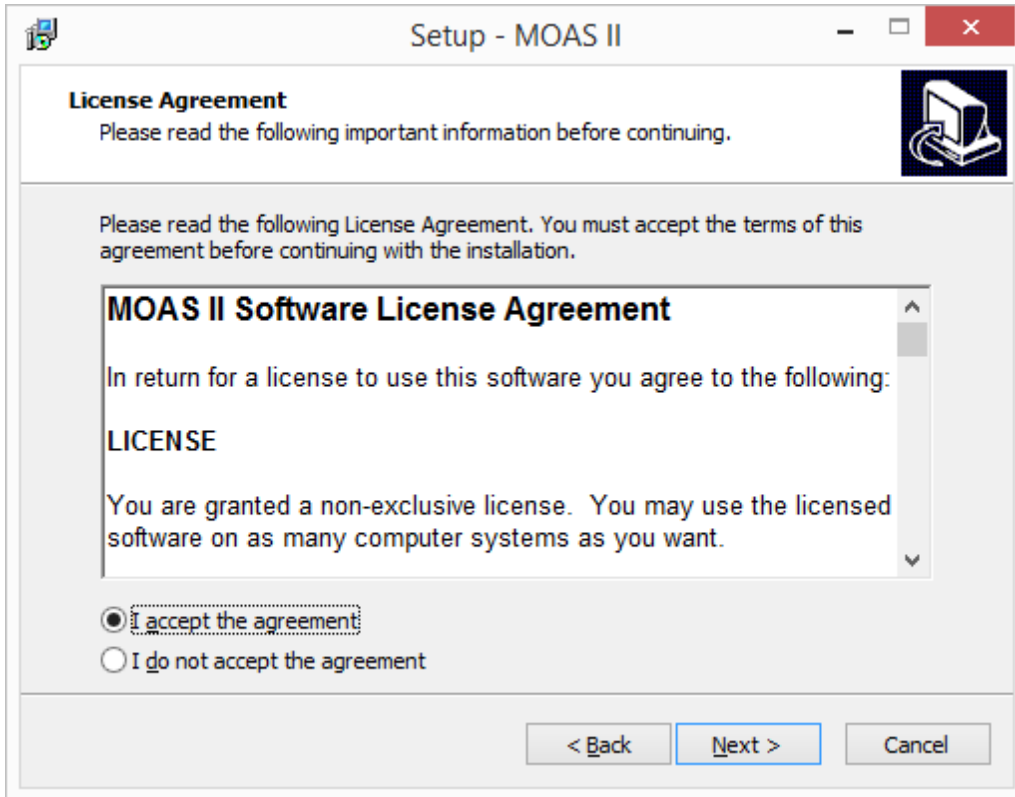 Setup - MOAS II
License Agreement
Please read the following important information before continuing.
Please read the following License Agreement. You must accept the terms of this
agreement before continuing with the installation.
MOAS II Software License Agreement
In return for a license to use this software you agree to the following:
LICENSE
You are granted a non-exclusive license.  You may use the licensed
software on as many computer systems as you want.
I accept the agreement
I do not accept the agreement
< Back
Next >
Cancel